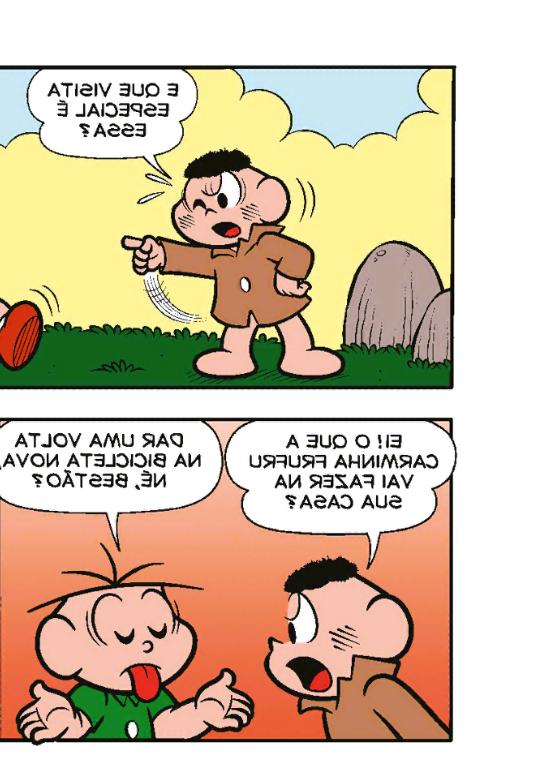 E QUE VISITA
ESPECIAL É
ESSA?
EI! O QUE A
CARMINHA FRUFRU
VAI FAZER NA
SUA CASA?
DAR UMA VOLTA
NA BICICLETA NOVA,
NÉ, BESTÃO?